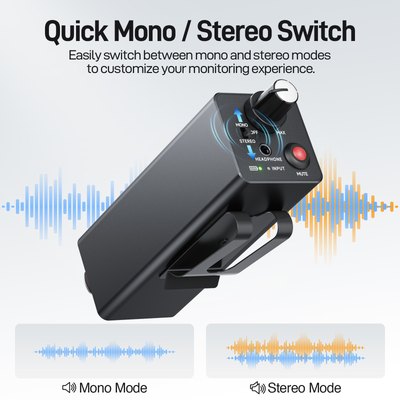 Quick Mono / Stereo Switch
Easily switch between mono and stereo modes
to customize your monitoring experience.
MONO
OFF
MAX
STEREO
HEADPHONE
INPUT
MUTE
Mono Mode
Stereo Mode